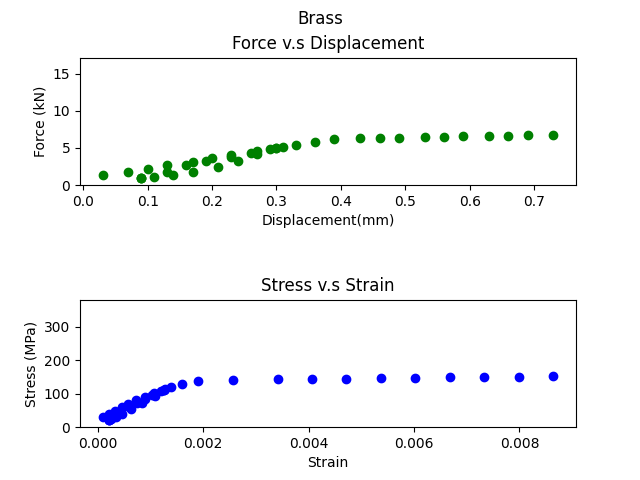 Brass
Force v.s Displacement
15
10
5
0
Force (kN)
0.0 0.1 0.2 0.3 0.4 0.5 0.6 0.7
Displacement(mm)
Stress v.s Strain
300
200
100
0
Stress (MPa)
0.000 0.002 0.004 0.006 0.008
Strain